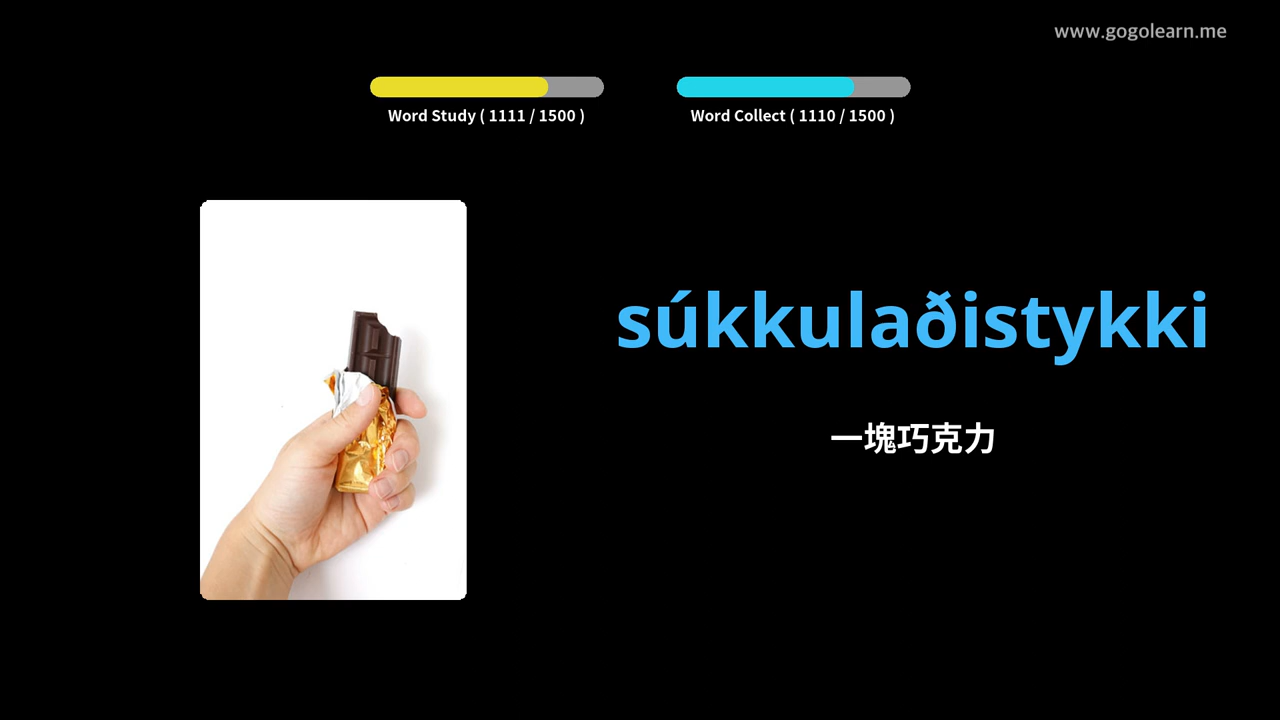 www.gogolearn.me
Word Study ( 1111 / 1500 )
Word Collect ( 1110 / 1500 )
súkkulaðistykki
一塊巧克力